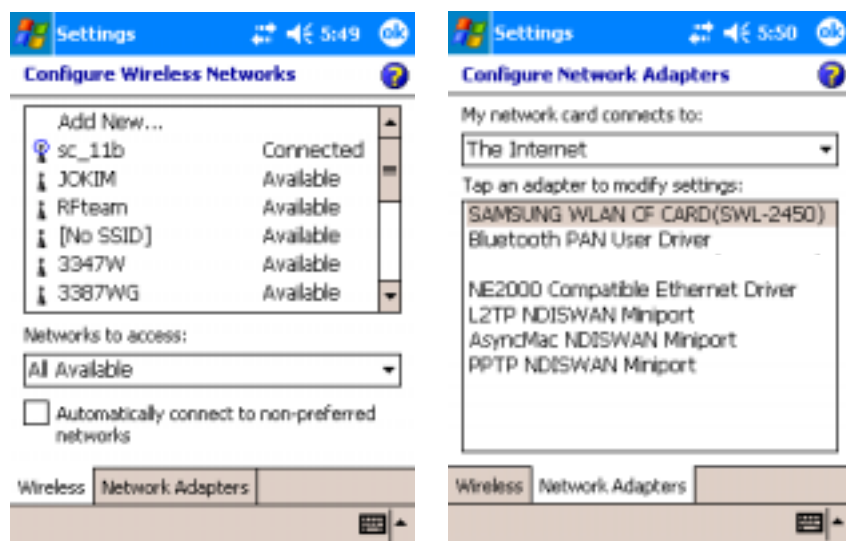 Settings 5:49 ok
Configure Wireless Networks ?
Add New...
sc_11b Connected
JOKIM Available
RFteam Available
[No SSID] Available
3347W Available
3387WG Available
Networks to access:
All Available
Automatically connect to non-preferred
networks
Wireless Network Adapters
Settings 5:50 ok
Configure Network Adapters ?
My network card connects to:
The Internet
Tap an adapter to modify settings:
SAMSUNG WLAN CF CARD(SWL-2450)
Bluetooth PAN User Driver
NE2000 Compatible Ethernet Driver
L2TP NDISWAN Miniport
AsyncMac NDISWAN Miniport
PPTP NDISWAN Miniport
Wireless Network Adapters